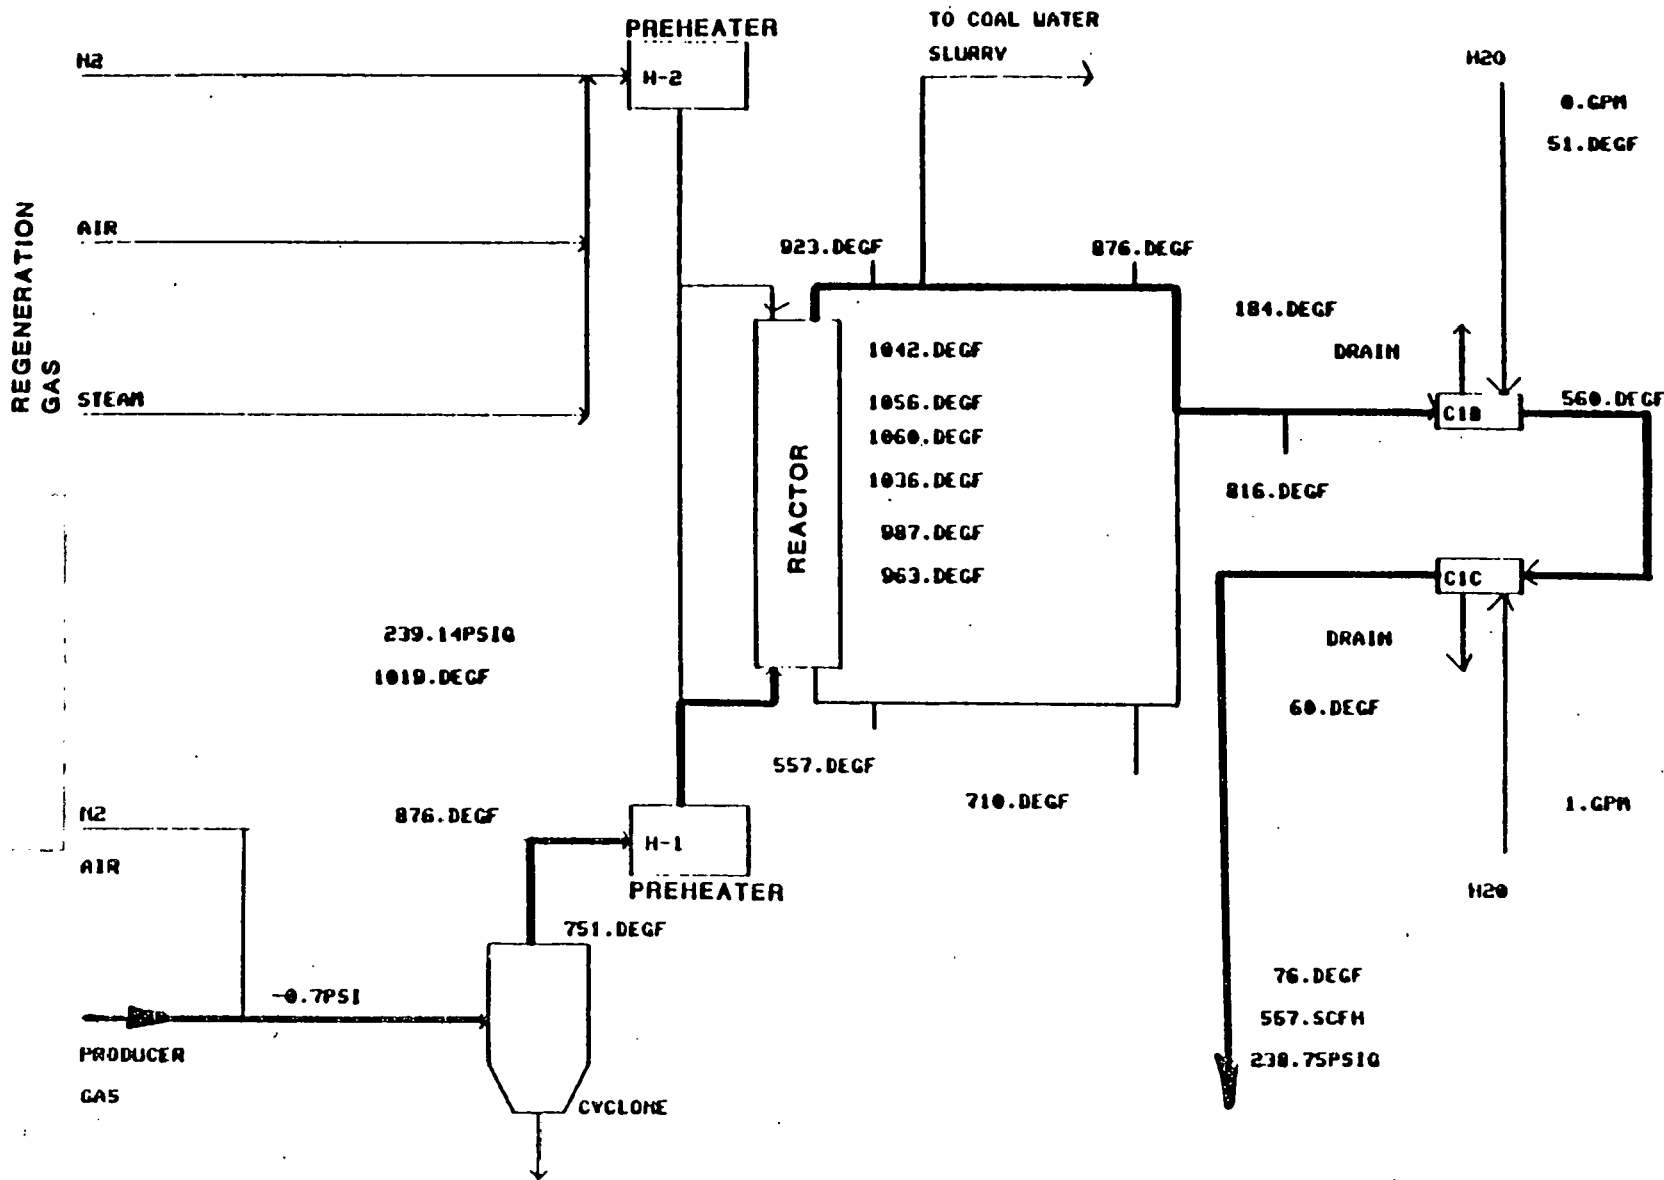 PREHEATER
H-2
TO COAL WATER
SLURRY
N2
H2O
0.GPM
51.DEGF
REGENERATION
GAS
AIR
STEAM
923.DEGF
876.DEGF
184.DEGF
DRAIN
C1B
560.DEGF
816.DEGF
REACTOR
1042.DEGF
1056.DEGF
1060.DEGF
1036.DEGF
987.DEGF
963.DEGF
C1C
DRAIN
60.DEGF
239.14PSIG
1019.DEGF
557.DEGF
710.DEGF
1.GPM
H2O
N2
AIR
876.DEGF
H-1
PREHEATER
751.DEGF
-0.7PSI
PRODUCER
GAS
CYCLONE
76.DEGF
567.SCFH
238.75PSIG